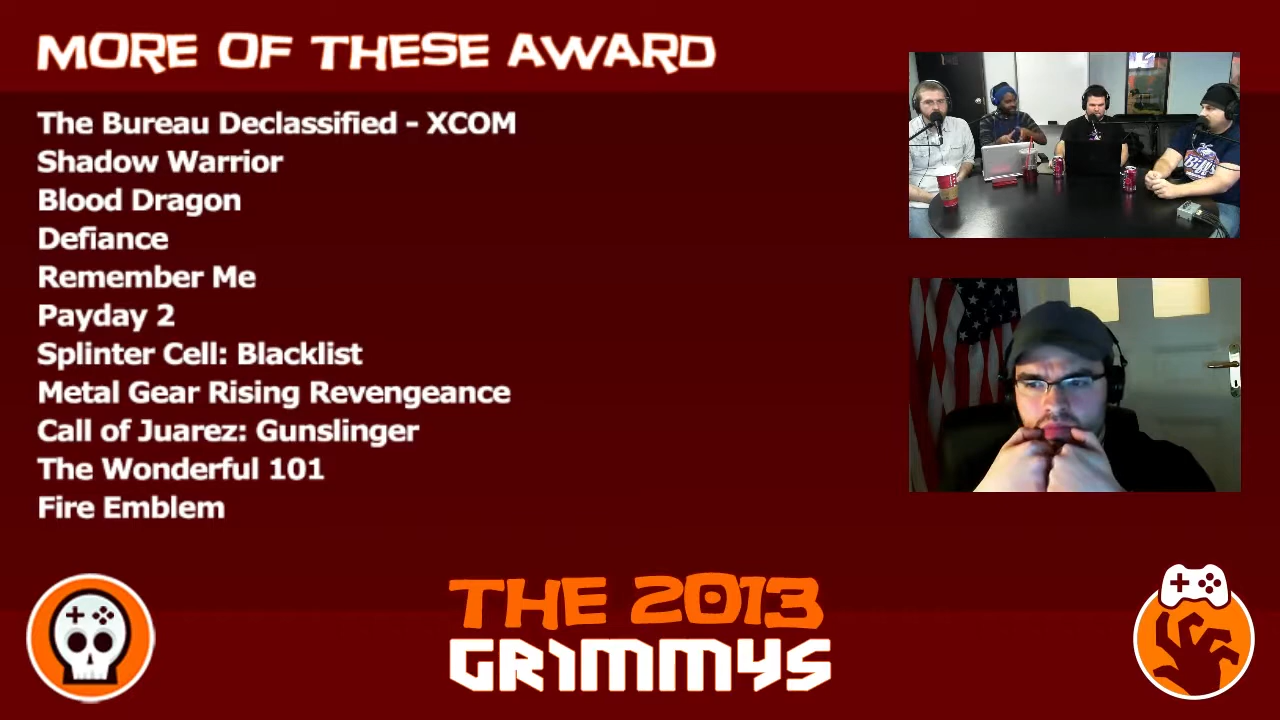 MORE OF THESE AWARD
The Bureau Declassified - XCOM
Shadow Warrior
Blood Dragon
Defiance
Remember Me
Payday 2
Splinter Cell: Blacklist
Metal Gear Rising Revengeance
Call of Juarez: Gunslinger
The Wonderful 101
Fire Emblem
THE 2013
GR1MM4S